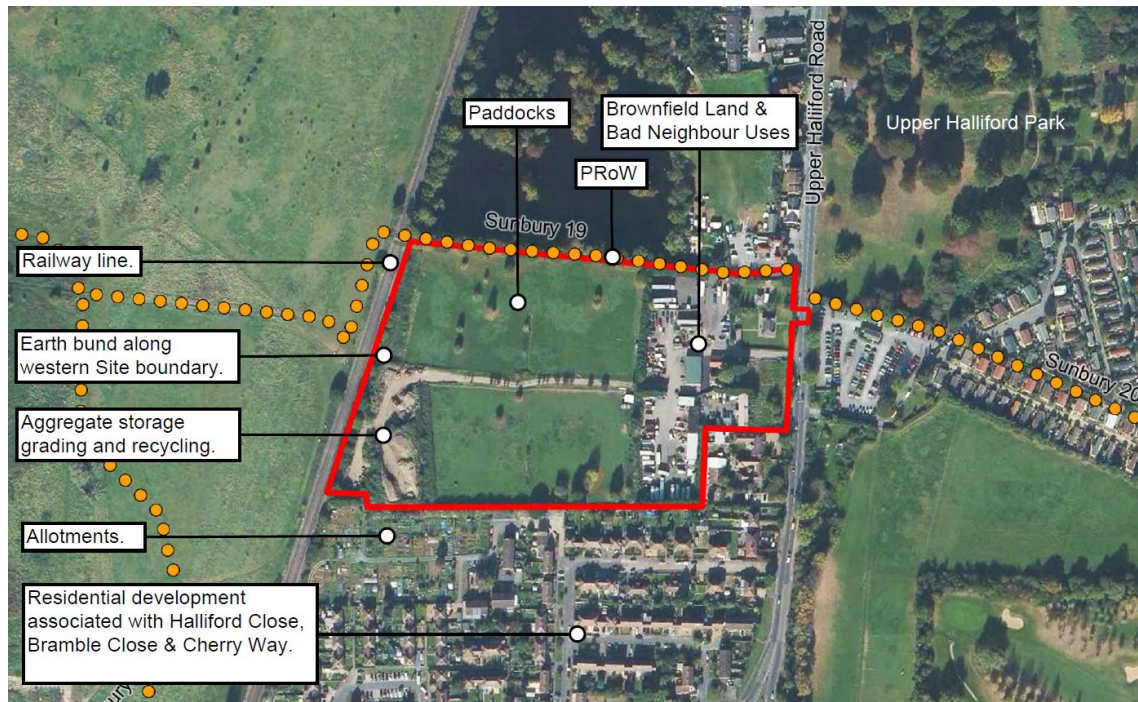 Paddocks
Brownfield Land &
Bad Neighbour Uses
Upper Halliford Road
Upper Halliford Park
PRoW
Sunbury 19
Railway line.
Earth bund along
western Site boundary.
Sunbury 20
Aggregate storage
grading and recycling.
Allotments.
Residential development
associated with Halliford Close,
Bramble Close & Cherry Way.